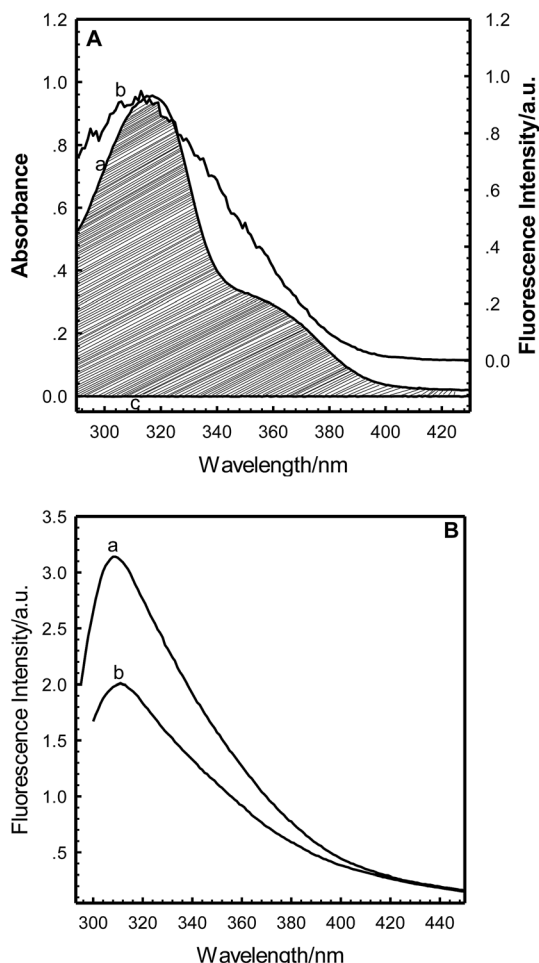 A
1.2
1.0
.8
.6
.4
.2
0.0
Absorbance
b
a
c
1.2
1.0
.8
.6
.4
.2
0.0
Fluorescence Intensity/a.u.
300 320 340 360 380 400 420
Wavelength/nm
B
3.5
3.0
2.5
2.0
1.5
1.0
.5
Fluorescence Intensity/a.u.
a
b
300 320 340 360 380 400 420 440
Wavelength/nm